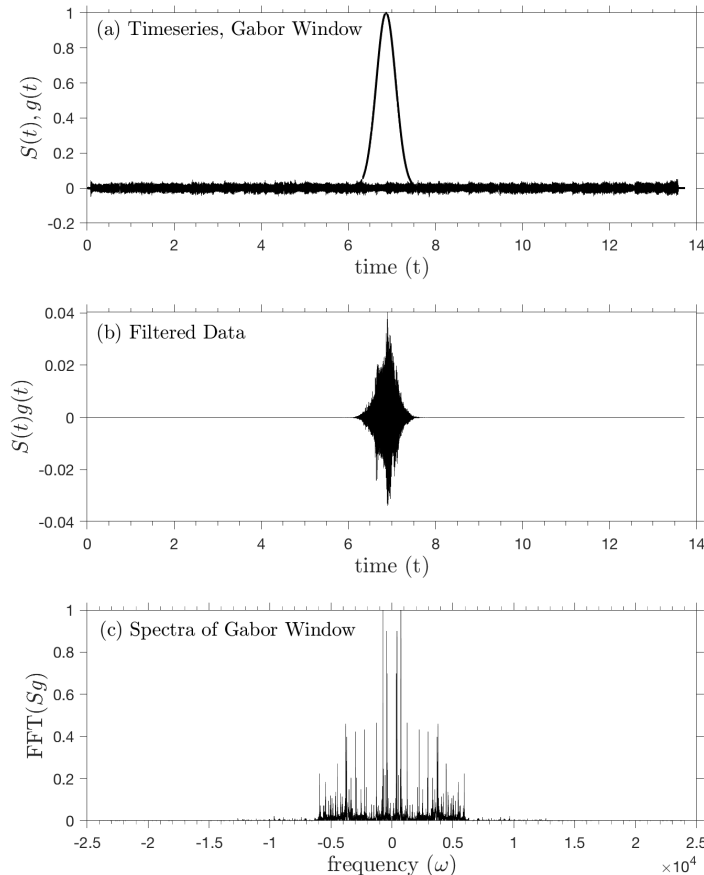 (a) Timeseries, Gabor Window
S(t), g(t)
1
0.8
0.6
0.4
0.2
0
-0.2
0 2 4 6 8 10 12 14
time (t)
(b) Filtered Data
S(t)g(t)
0.04
0.02
0
-0.02
-0.04
0 2 4 6 8 10 12 14
time (t)
(c) Spectra of Gabor Window
FFT(Sg)
1
0.8
0.6
0.4
0.2
0
-2.5 -2 -1.5 -1 -0.5 0 0.5 1 1.5 2 2.5
frequency (ω)
×10⁴